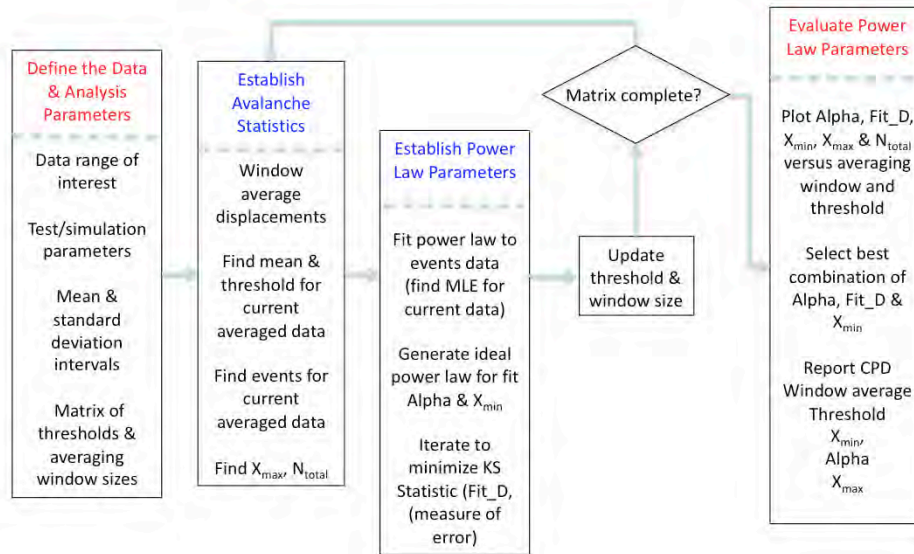 Define the Data
& Analysis
Parameters
Data range of
interest
Test/simulation
parameters
Mean &
standard
deviation
intervals
Matrix of
thresholds &
averaging
window sizes
Establish
Avalanche
Statistics
Window
average
displacements
Find mean &
threshold for
current
averaged data
Find events for
current
averaged data
Find Xmax, Ntotal
Establish Power
Law Parameters
Fit power law to
events data
(find MLE for
current data)
Generate ideal
power law for fit
Alpha & Xmin
Iterate to
minimize KS
Statistic (Fit_D,
(measure of
error)
Update
threshold &
window size
Matrix complete?
Evaluate Power
Law Parameters
Plot Alpha, Fit_D,
Xmin, Xmax & Ntotal
versus averaging
window and
threshold
Select best
combination of
Alpha, Fit_D &
Xmin
Report CPD
Window average
Threshold
Xmin,
Alpha
Xmax